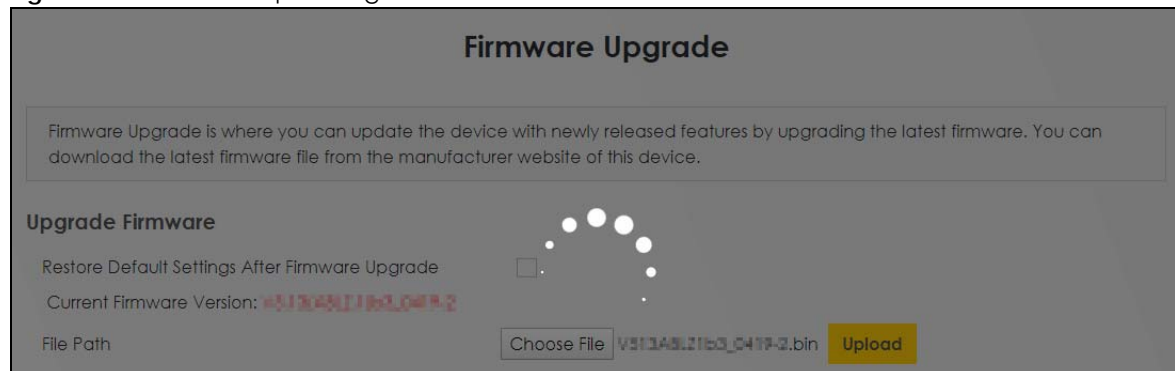 Firmware Upgrade
Firmware Upgrade is where you can update the device with newly released features by upgrading the latest firmware. You can
download the latest firmware file from the manufacturer website of this device.
Upgrade Firmware
Restore Default Settings After Firmware Upgrade
Current Firmware Version:
File Path Choose File .bin Upload